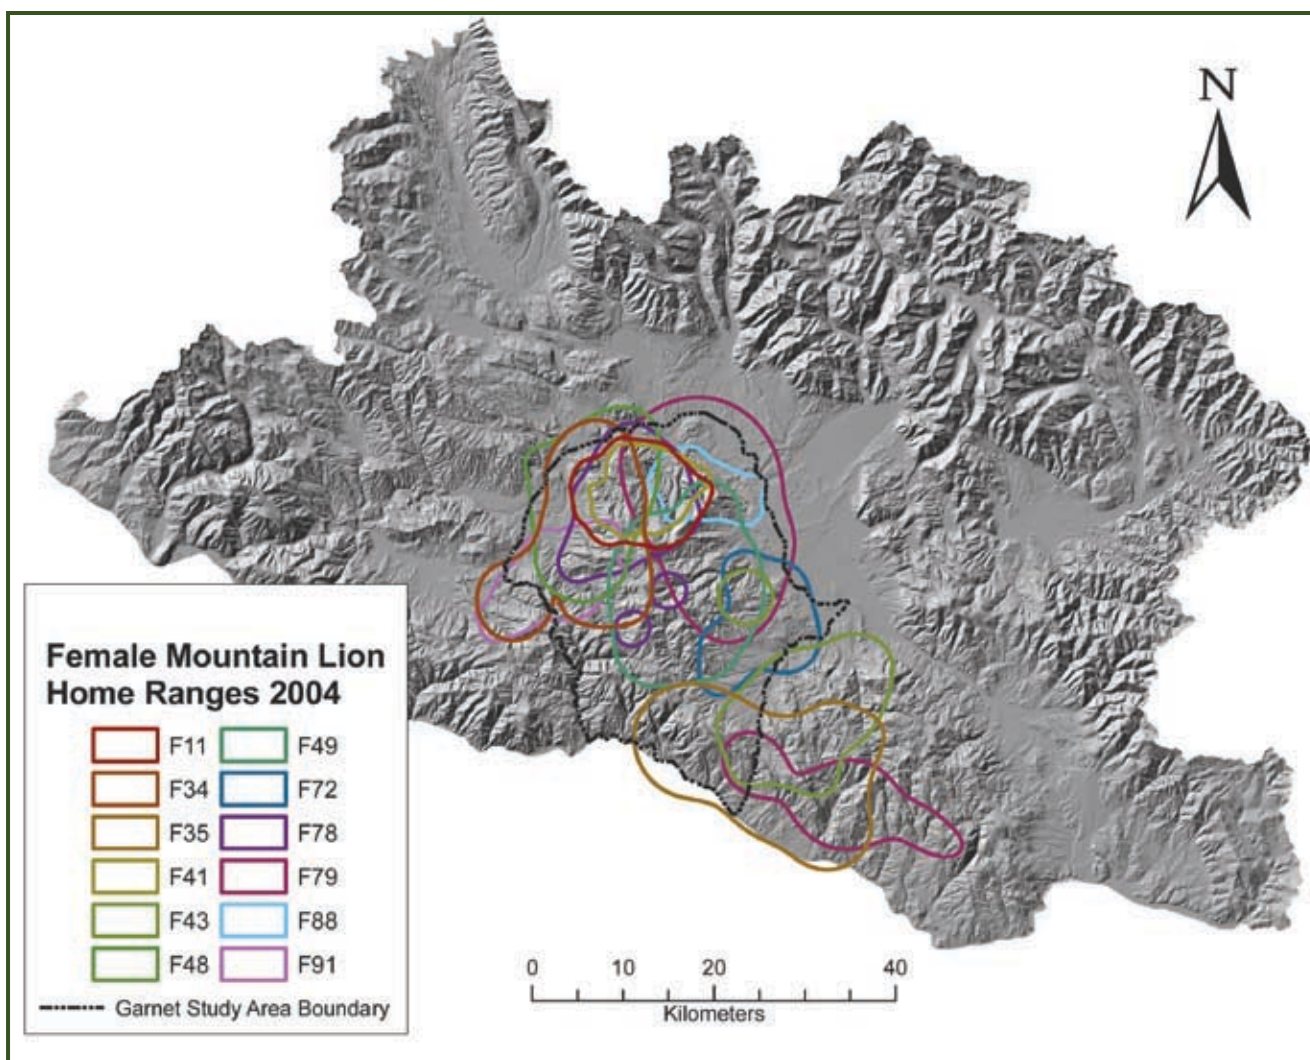 N
Female Mountain Lion
Home Ranges 2004
F11 F49
F34 F72
F35 F78
F41 F79
F43 F88
F48 F91
Garnet Study Area Boundary
0 10 20 40
Kilometers